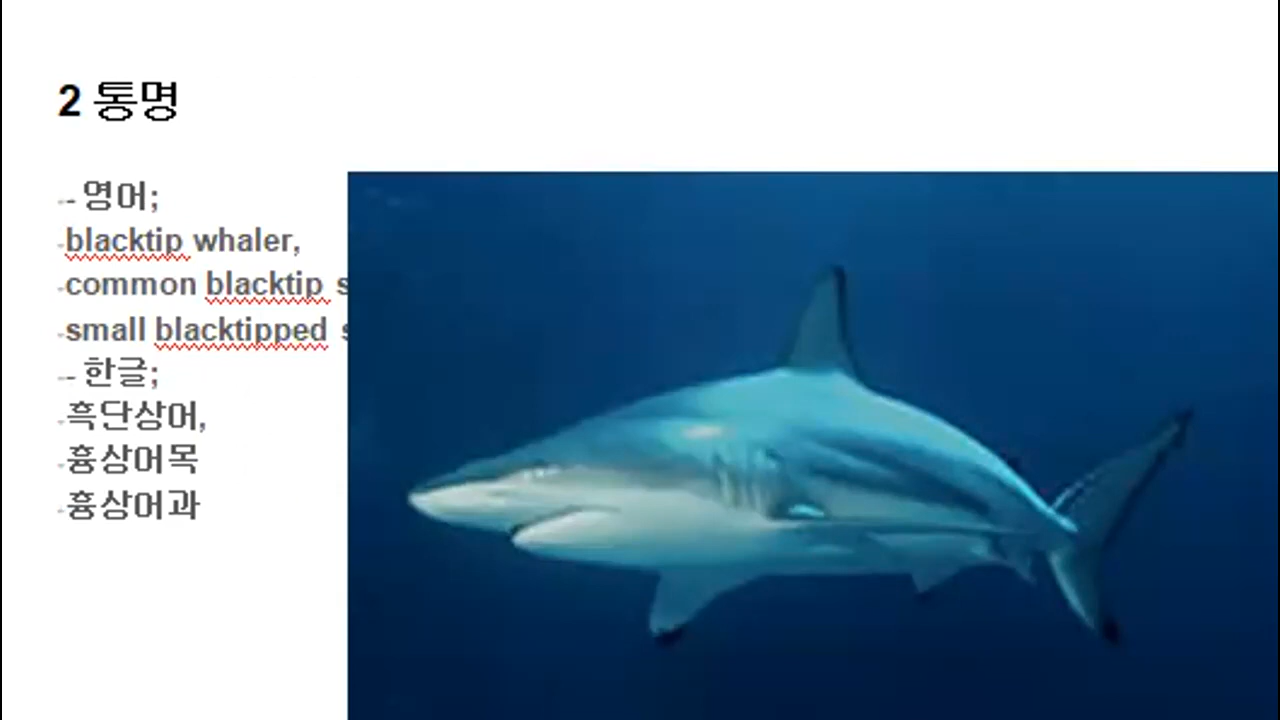 2 통명
-- 영어;
-blacktip whaler,
-common blacktip s
-small blacktipped s
-- 한글;
-흑단상어,
-흉상어목
-흉상어과